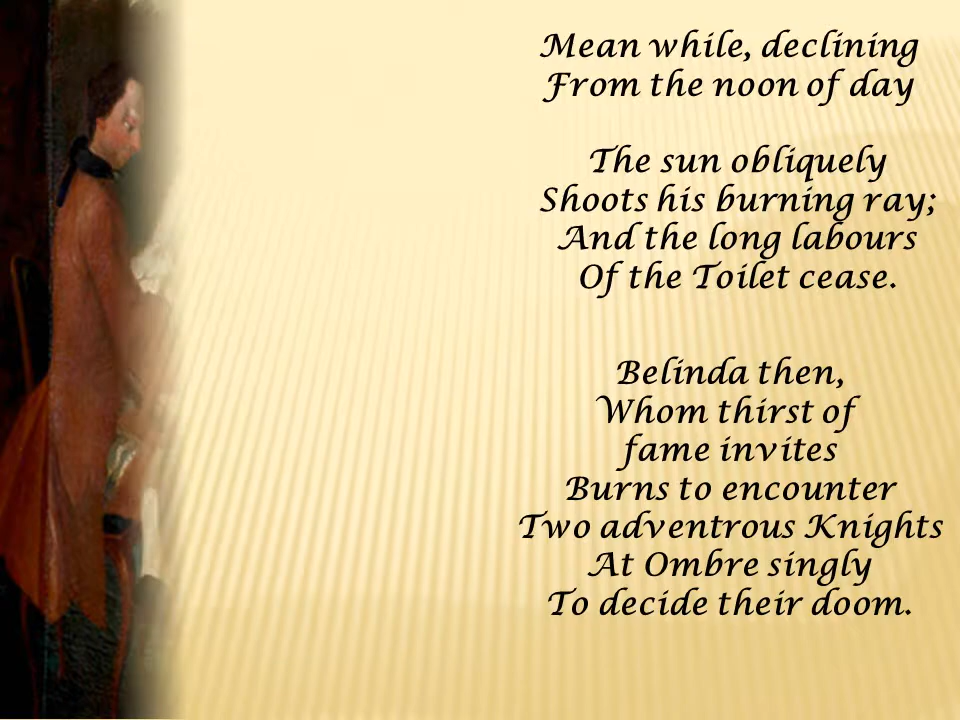 Mean while, declining
From the noon of day
The sun obliquely
Shoots his burning ray;
And the long labours
Of the Toilet cease.
Belinda then,
Whom thirst of
fame invites
Burns to encounter
Two adventrous Knights
At Ombre singly
To decide their doom.